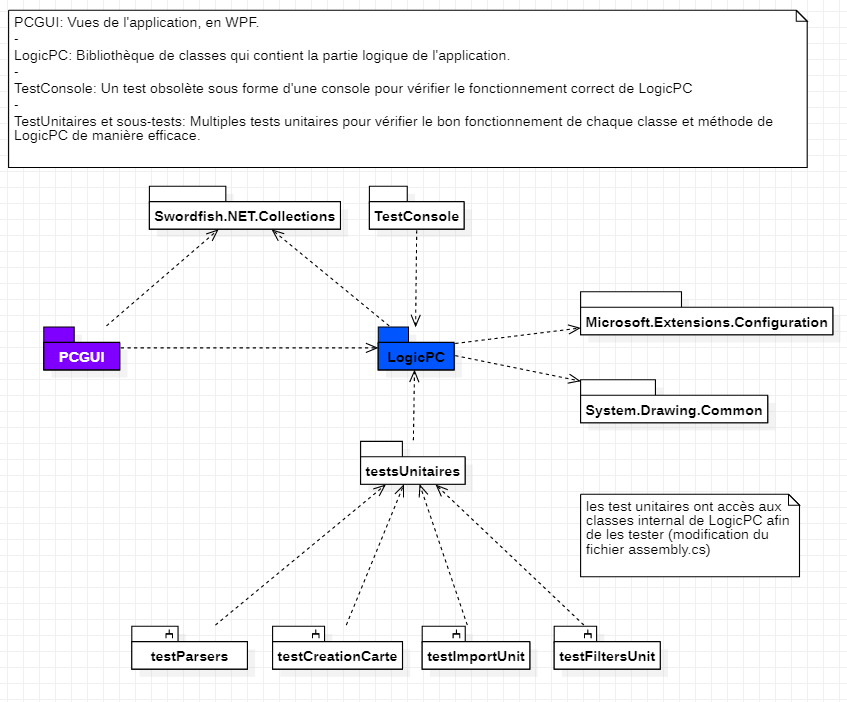 PCGUI: Vues de l'application, en WPF.
-
LogicPC: Bibliothèque de classes qui contient la partie logique de l'application.
-
TestConsole: Un test obsolète sous forme d'une console pour vérifier le fonctionnement correct de LogicPC
-
TestUnitaires et sous-tests: Multiples tests unitaires pour vérifier le bon fonctionnement de chaque classe et méthode de
LogicPC de manière efficace.
Swordfish.NET.Collections
TestConsole
Microsoft.Extensions.Configuration
PCGUI
LogicPC
System.Drawing.Common
testsUnitaires
les test unitaires ont accès aux
classes internal de LogicPC afin
de les tester (modification du
fichier assembly.cs)
testParsers
testCreationCarte
testImportUnit
testFiltersUnit